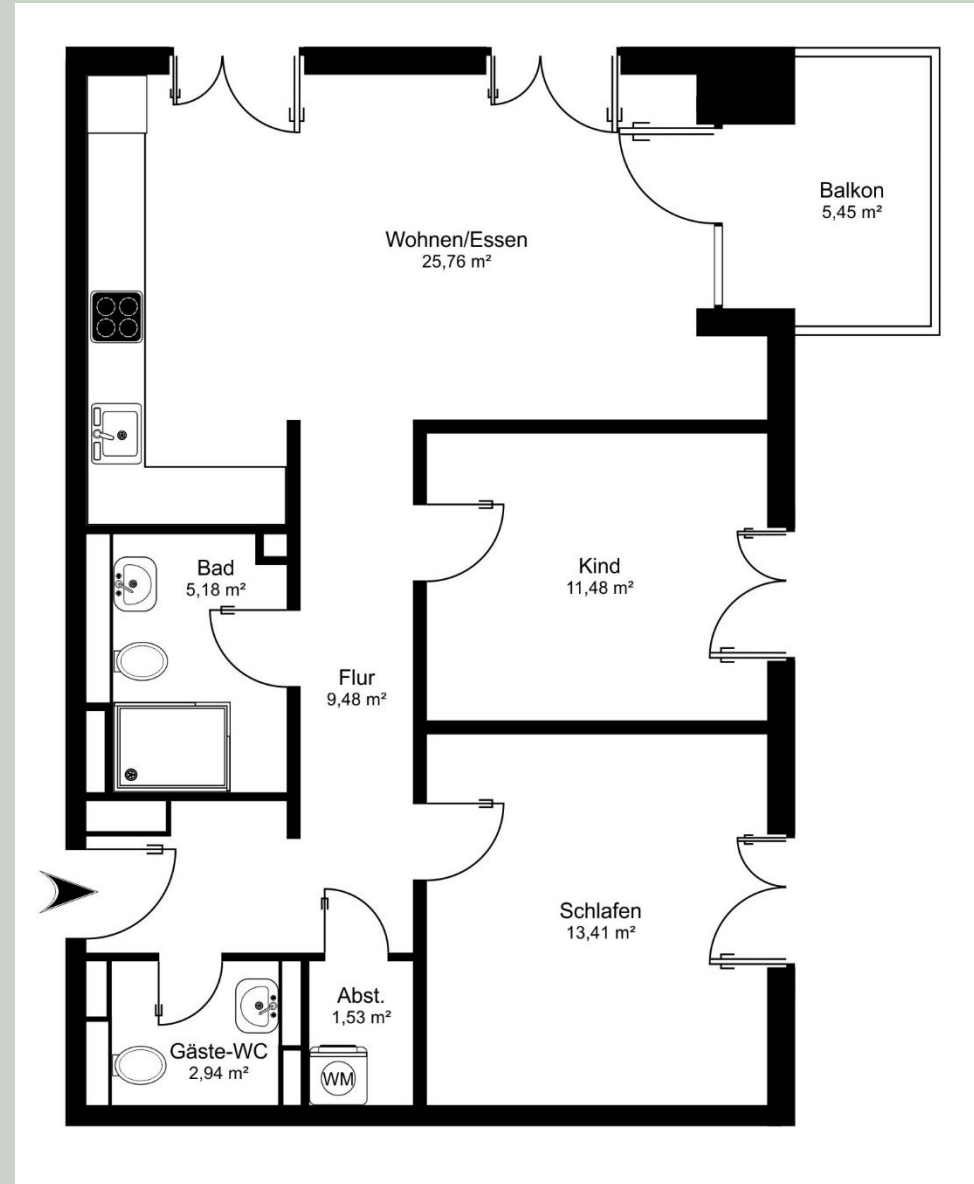 Balkon
5,45 m²
Wohnen/Essen
25,76 m²
Bad
5,18 m²
Kind
11,48 m²
Flur
9,48 m²
Schlafen
13,41 m²
Abst.
1,53 m²
Gäste-WC
2,94 m²
WM